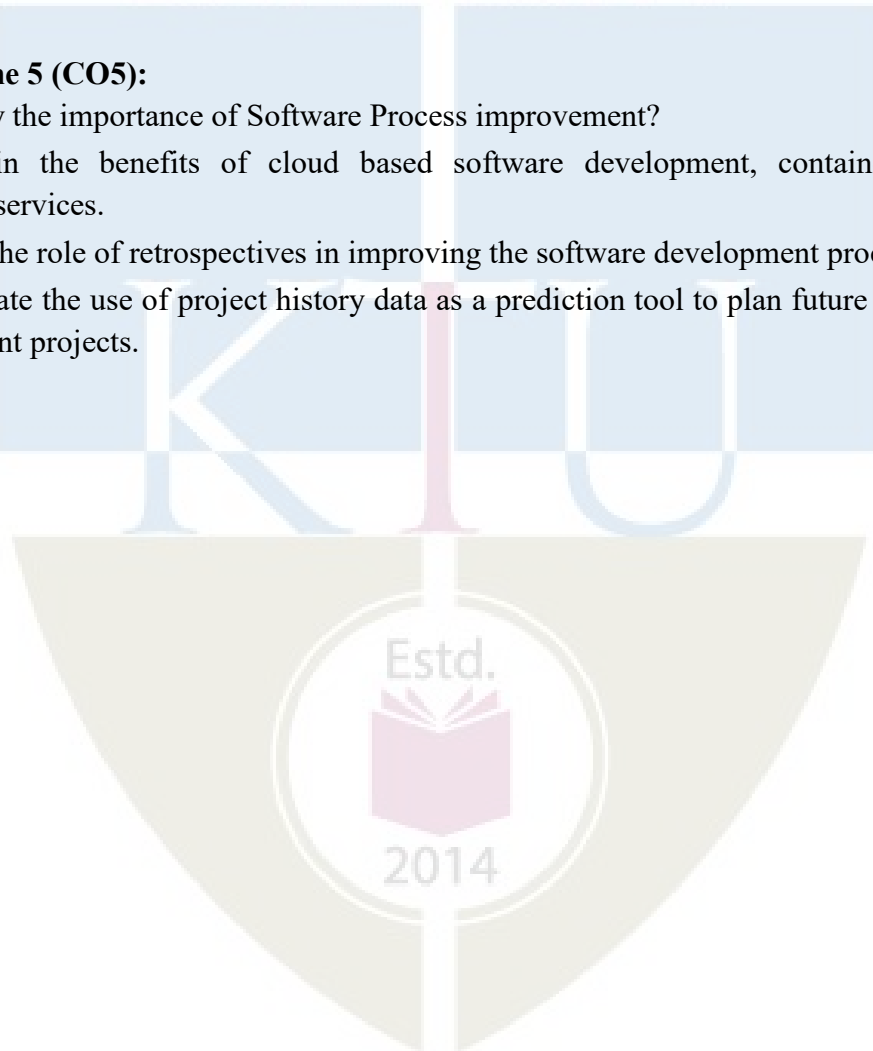 ne 5 (CO5):
y the importance of Software Process improvement?
in the benefits of cloud based software development, contain
services.
he role of retrospectives in improving the software development pro
ate the use of project history data as a prediction tool to plan future
nt projects.
KTU
Estd.
2014